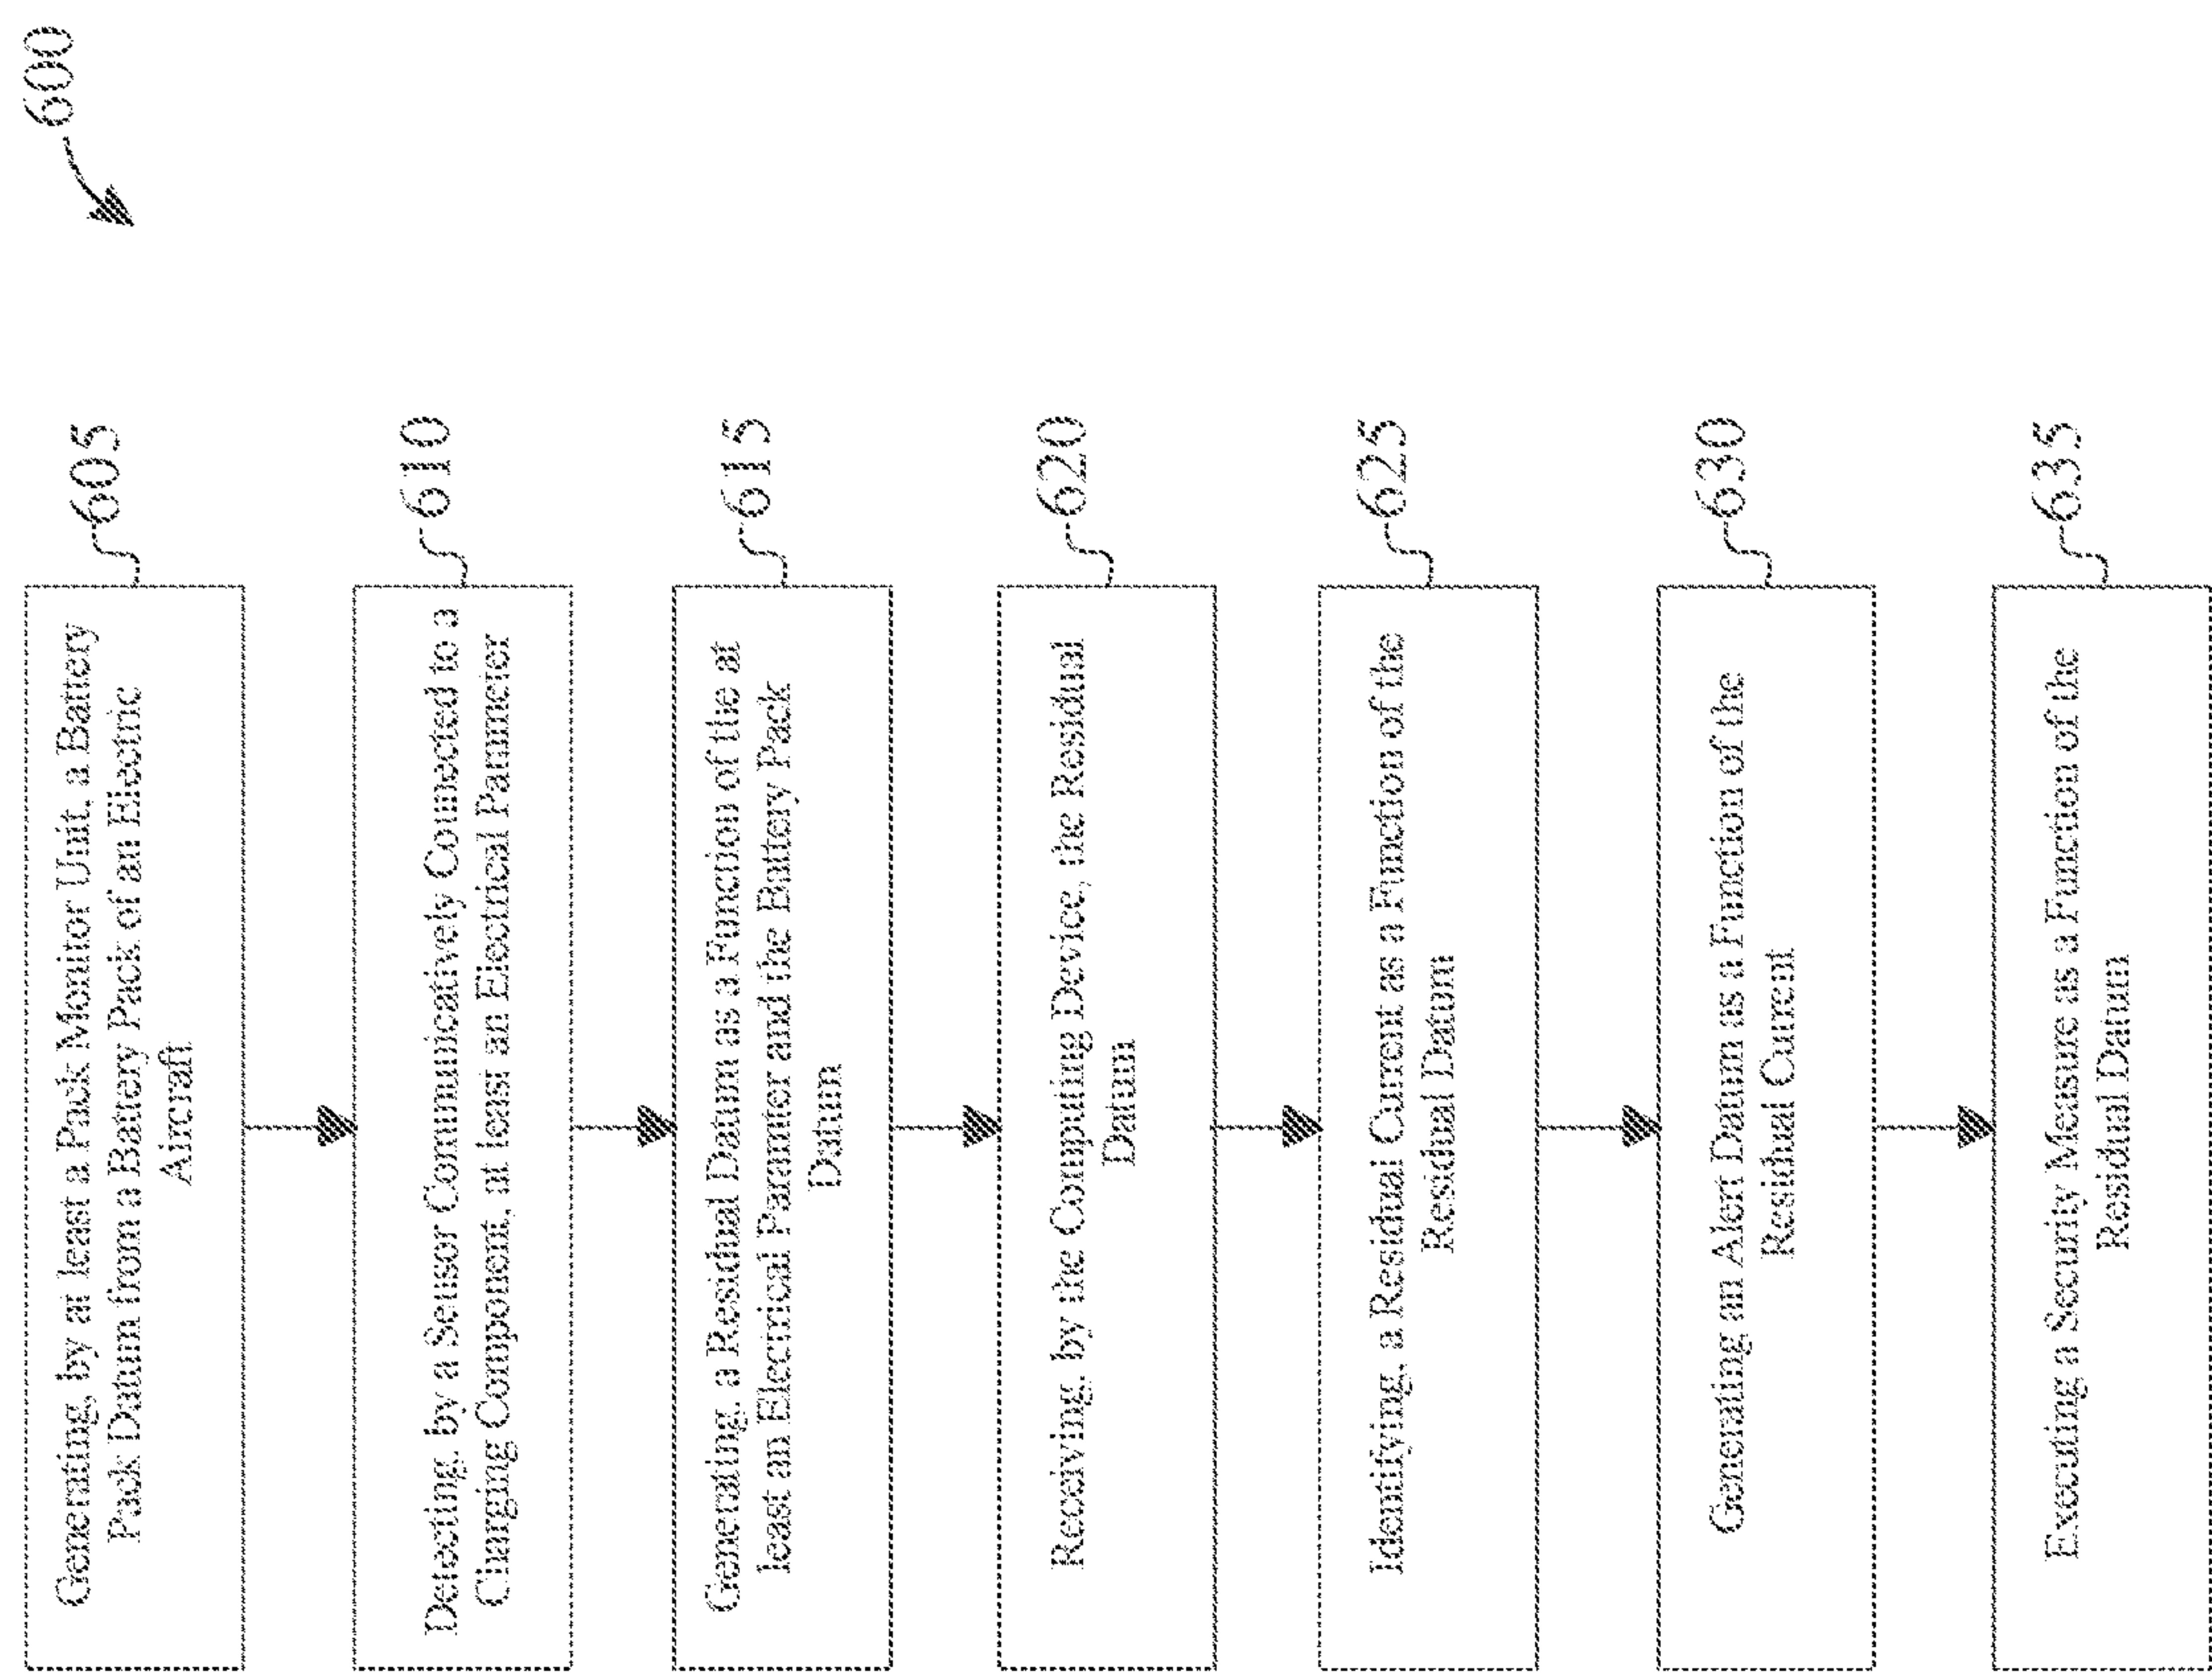 600
Generating, by at least a Pack Monitor Unit, a Battery
Pack Datum from a Battery Pack of an Electric
Aircraft
605
Detecting, by a Sensor Communicatively Connected to a
Charging Component, at least an Electrical Paramter
610
Generating, a Residual Datum as a Function of the at
least an Electrical Paramter and the Battery Pack
Datum
615
Receiving, by the Computing Device, the Residual
Datum
620
Identifying, a Residual Current as a Function of the
Residual Datum
625
Generating an Alert Datum as a Function of the
Residual Current
630
Executing a Security Measure as a Function of the
Residual Datum
635